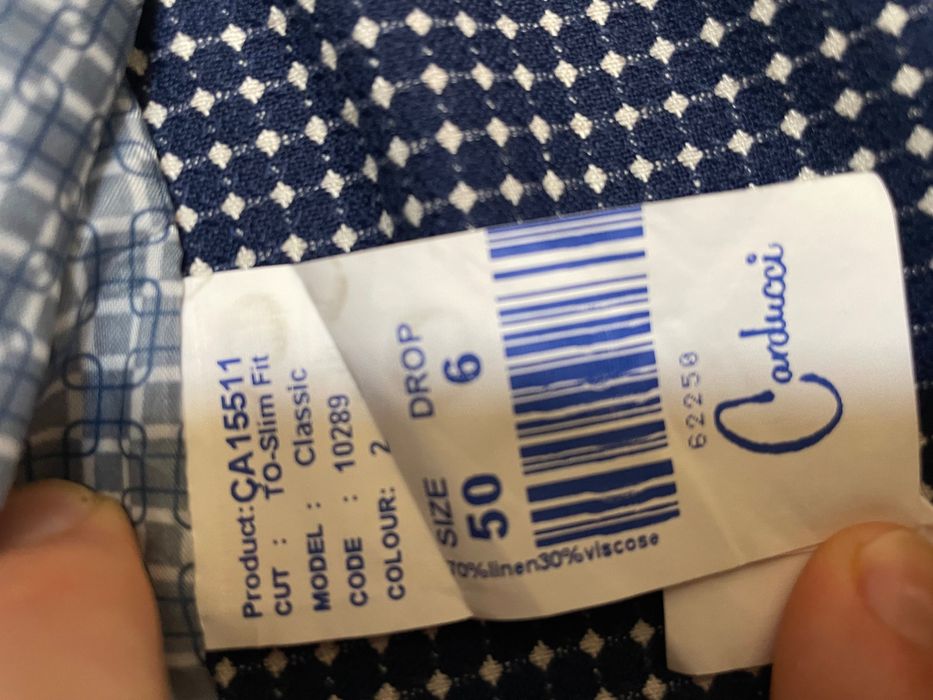 Product:ÇA15511
CUT : TO-Slim Fit
MODEL : Classic
CODE : 10289
COLOUR: 2
SIZE DROP
50 6
70%linen30%viscose
62250
Carducci